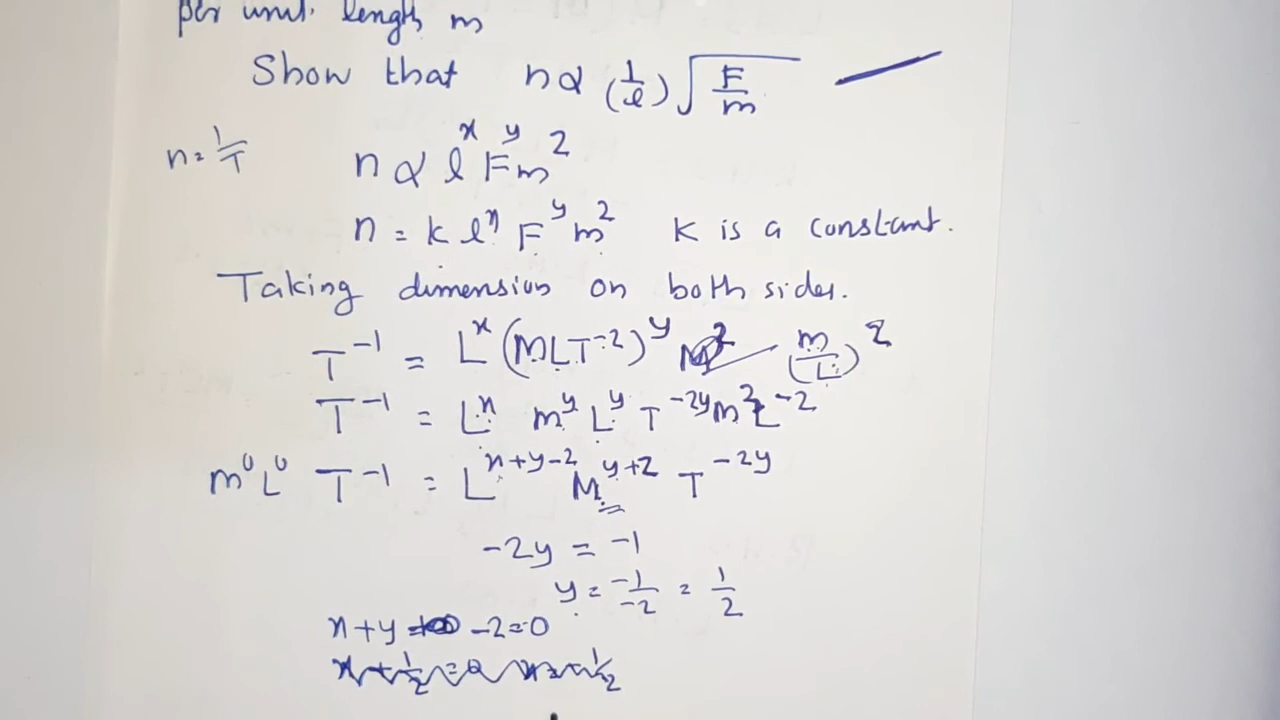 per unit. length m
Show that n∝ (1/l) √(F/m)
n = 1/T n ∝ l^x F^y m^z
n = k l^x F^y m^z K is a constant.
Taking dimension on both sides.
T^-1 = L^x (MLT^-2)^y (m/L)^z
T^-1 = L^x m^y L^y T^-2y m^z L^-z
m^0 L^0 T^-1 = L^x+y-z M^y+z T^-2y
-2y = -1
y = -1/-2 = 1/2
x+y -z=0